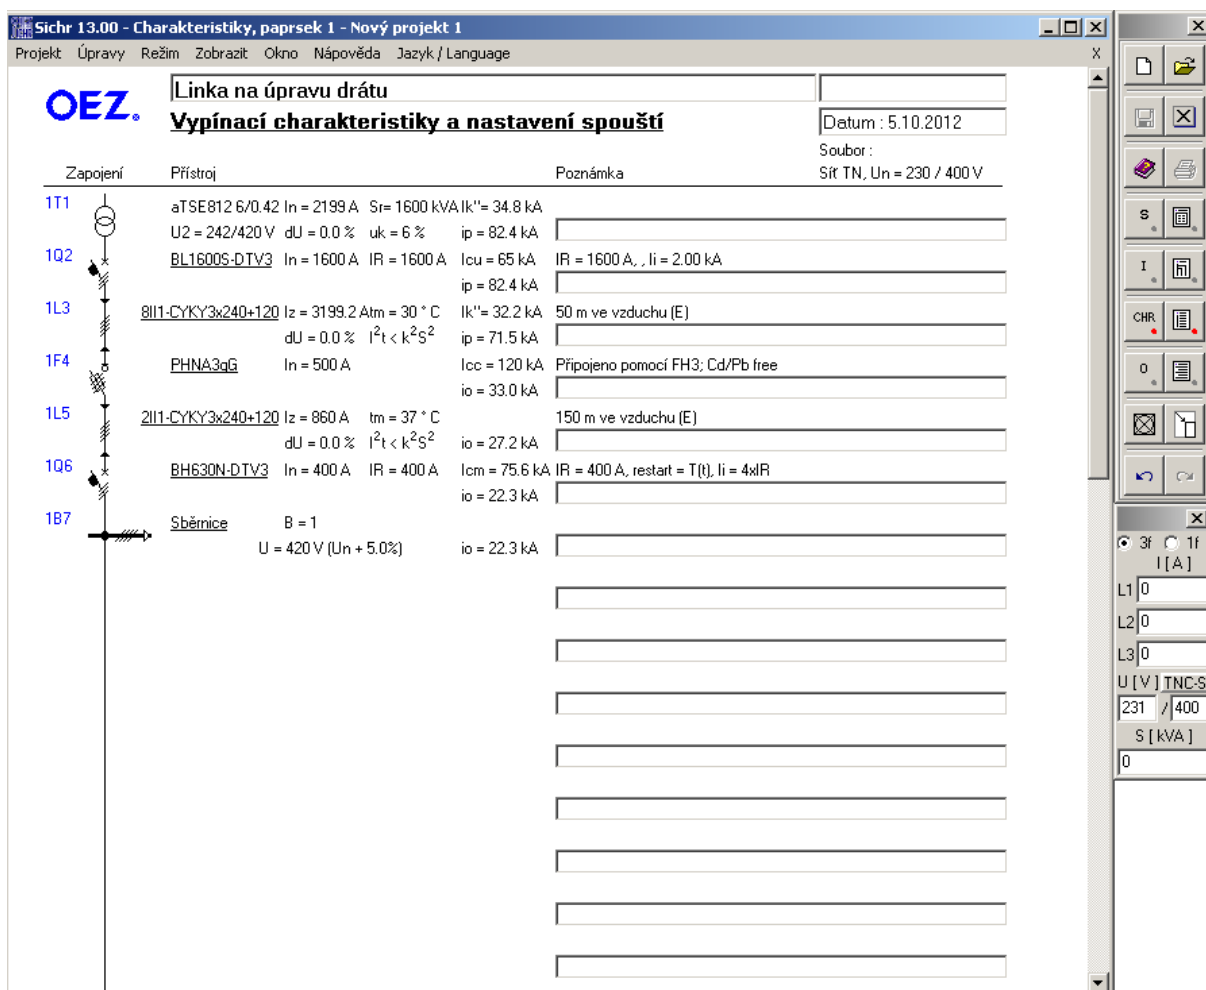 Sichr 13.00 - Charakteristiky, paprsek 1 - Nový projekt 1
Projekt Úpravy Režim Zobrazit Okno Nápověda Jazyk / Language X
OEZ.
Linka na úpravu drátu
Vypínací charakteristiky a nastavení spouští
Datum : 5.10.2012
Soubor :
Zapojení Přístroj Poznámka Síť TN, Un = 230 / 400 V
1T1 aTSE812 6/0.42 In = 2199 A Sr= 1600 kVA Ik''= 34.8 kA
U2 = 242/420 V dU = 0.0 % uk = 6 % ip = 82.4 kA
1Q2 BL1600S-DTV3 In = 1600 A IR = 1600 A Icu = 65 kA IR = 1600 A, , Ii = 2.00 kA
ip = 82.4 kA
1L3 8II1-CYKY3x240+120 Iz = 3199.2 Atm = 30 ° C Ik''= 32.2 kA 50 m ve vzduchu (E)
dU = 0.0 % I²t < k²S² ip = 71.5 kA
1F4 PHNA3gG In = 500 A Icc = 120 kA Připojeno pomocí FH3; Cd/Pb free
io = 33.0 kA
1L5 2II1-CYKY3x240+120 Iz = 860 A tm = 37 ° C 150 m ve vzduchu (E)
dU = 0.0 % I²t < k²S² io = 27.2 kA
1Q6 BH630N-DTV3 In = 400 A IR = 400 A Icm = 75.6 kA IR = 400 A, restart = T(t), Ii = 4xIR
io = 22.3 kA
1B7 Sběrnice B = 1
U = 420 V (Un + 5.0%) io = 22.3 kA
S
I
CHR
O
3f 1f
I [ A ]
L1 0
L2 0
L3 0
U [ V ] TNC-S
231 / 400
S [ kVA ]
0